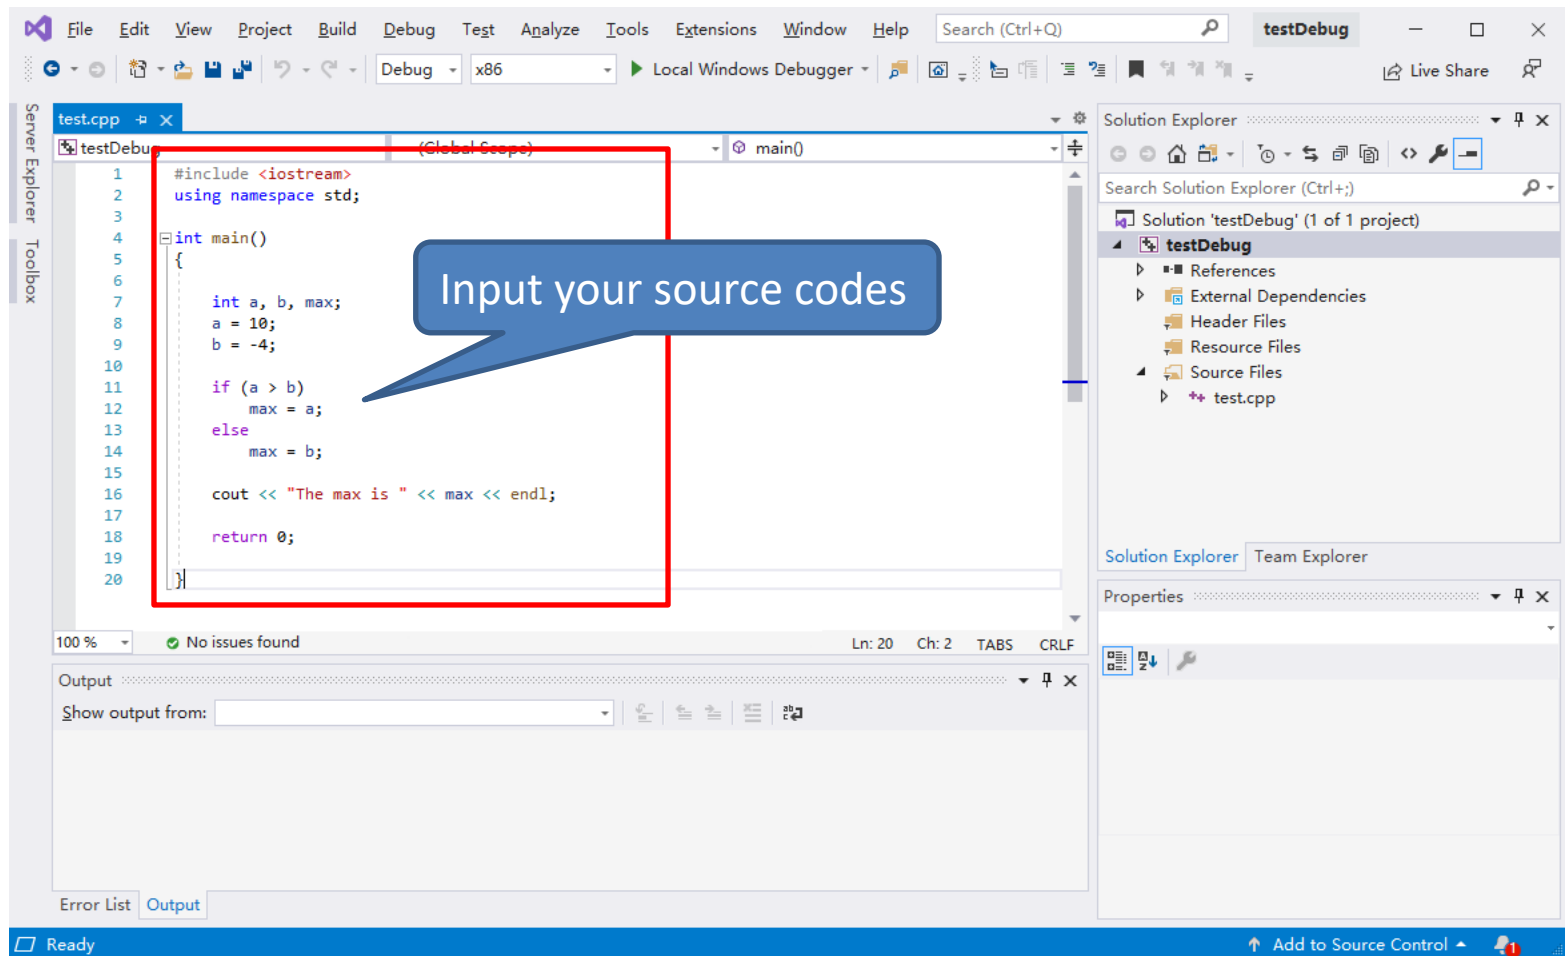 File Edit View Project Build Debug Test Analyze Tools Extensions Window Help Search (Ctrl+Q) testDebug
Debug x86 Local Windows Debugger Live Share
Server Explorer
Toolbox
test.cpp
testDebug (Global Scope) main()
1 #include <iostream>
2 using namespace std;
3
4 int main()
5 {
6
7 int a, b, max;
8 a = 10;
9 b = -4;
10
11 if (a > b)
12 max = a;
13 else
14 max = b;
15
16 cout << "The max is " << max << endl;
17
18 return 0;
19
20 }
Input your source codes
100 % No issues found Ln: 20 Ch: 2 TABS CRLF
Output
Show output from:
Error List Output
Solution Explorer
Search Solution Explorer (Ctrl+;)
Solution 'testDebug' (1 of 1 project)
testDebug
References
External Dependencies
Header Files
Resource Files
Source Files
test.cpp
Solution Explorer Team Explorer
Properties
Ready Add to Source Control 1